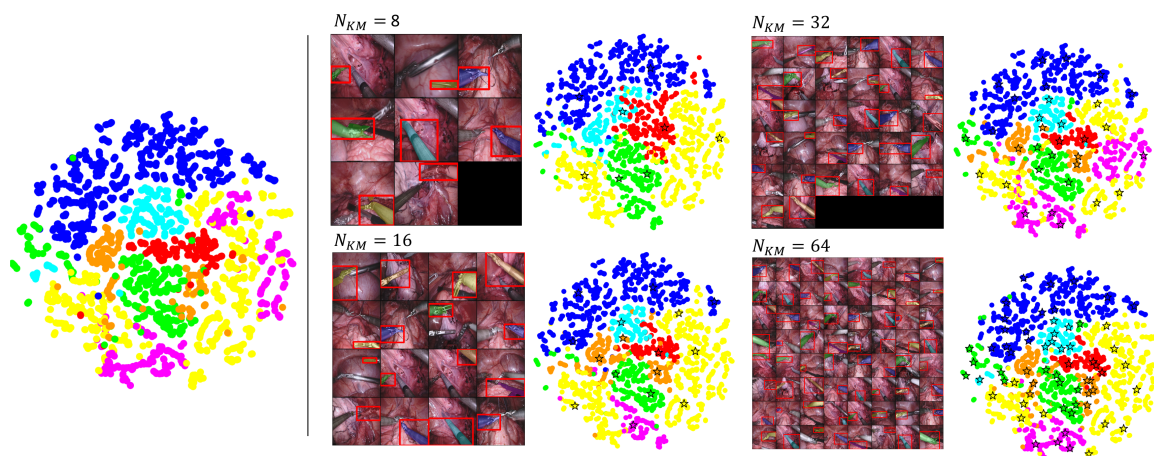 N_KM = 8
N_KM = 32
N_KM = 16
N_KM = 64